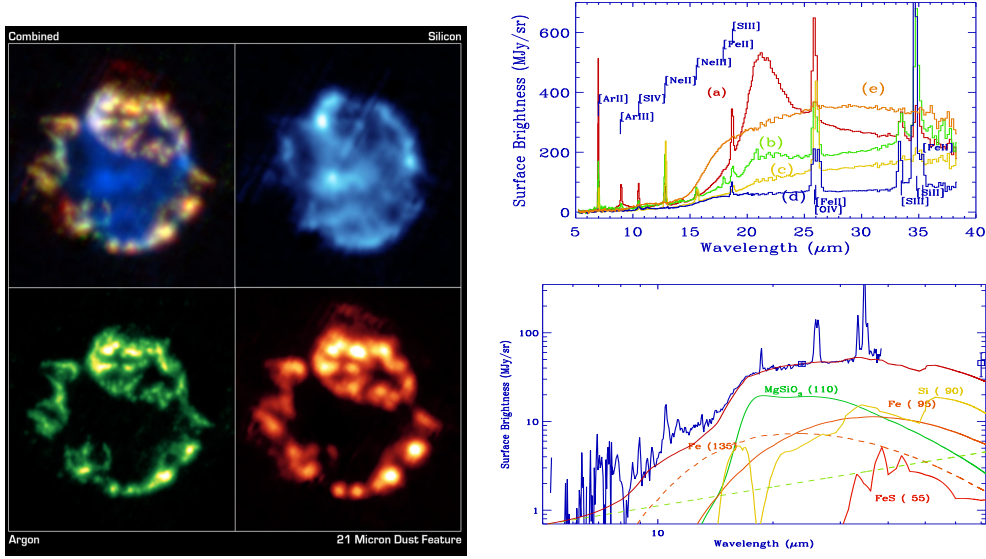 Combined
Silicon
Argon
21 Micron Dust Feature
Surface Brightness (MJy/sr)
600
400
200
0
[SIII]
[FeII]
[NeIII]
[NeII]
[SIV]
[ArII]
[ArIII]
(a)
(b)
(c)
(d)
(e)
[FeII]
[OIV]
[SIII]
[SiII]
[FeII]
5
10
15
20
25
30
35
40
Wavelength (μm)
Surface Brightness (MJy/sr)
100
10
1
MgSiO₃ (110)
Si ( 90)
Fe ( 95)
Fe (135)
FeS ( 55)
10
Wavelength (μm)